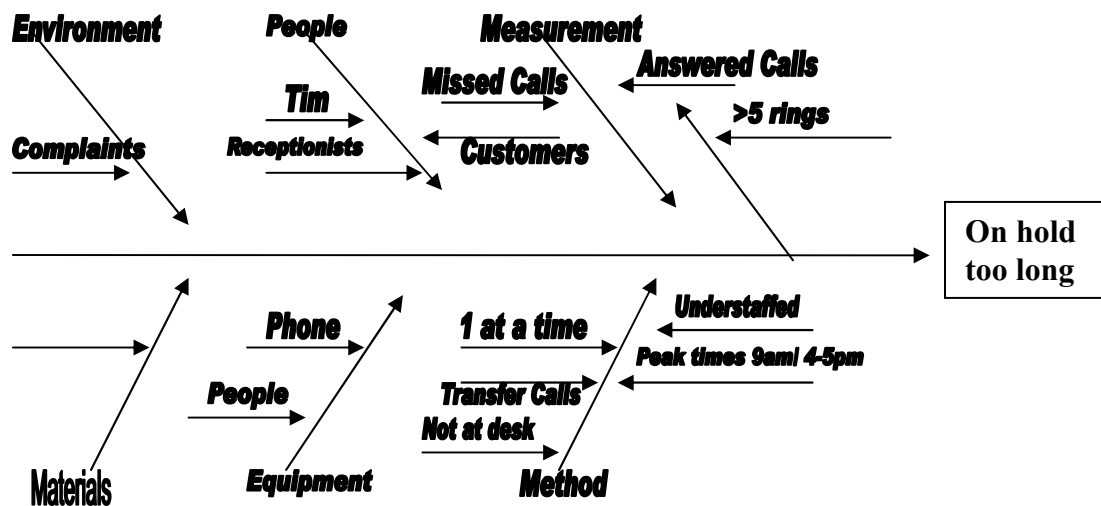 Environment
People
Measurement
Answered Calls
Missed Calls
Tim
>5 rings
Complaints
Receptionists
Customers
On hold
too long
Understaffed
Phone
1 at a time
Peak times 9am/ 4-5pm
People
Transfer Calls
Not at desk
Materials
Equipment
Method